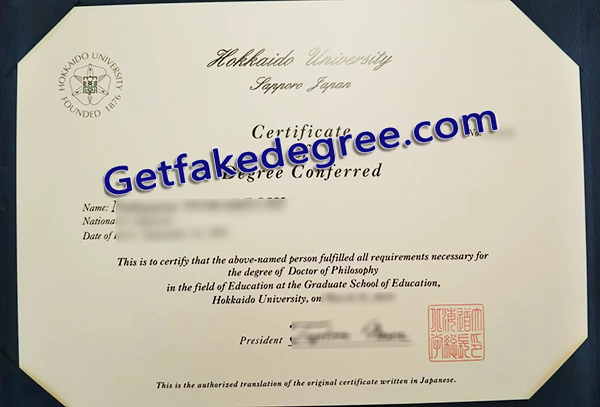 HOKKAIDO UNIVERSITY
FOUNDED 1876
Hokkaido University
Sapporo Japan
Certificate
No.
Getfakedegree.com
Degree Conferred
Name:
National
Date of
This is to certify that the above-named person fulfilled all requirements necessary for
the degree of Doctor of Philosophy
in the field of Education at the Graduate School of Education,
Hokkaido University, on
President
This is the authorized translation of the original certificate written in Japanese.